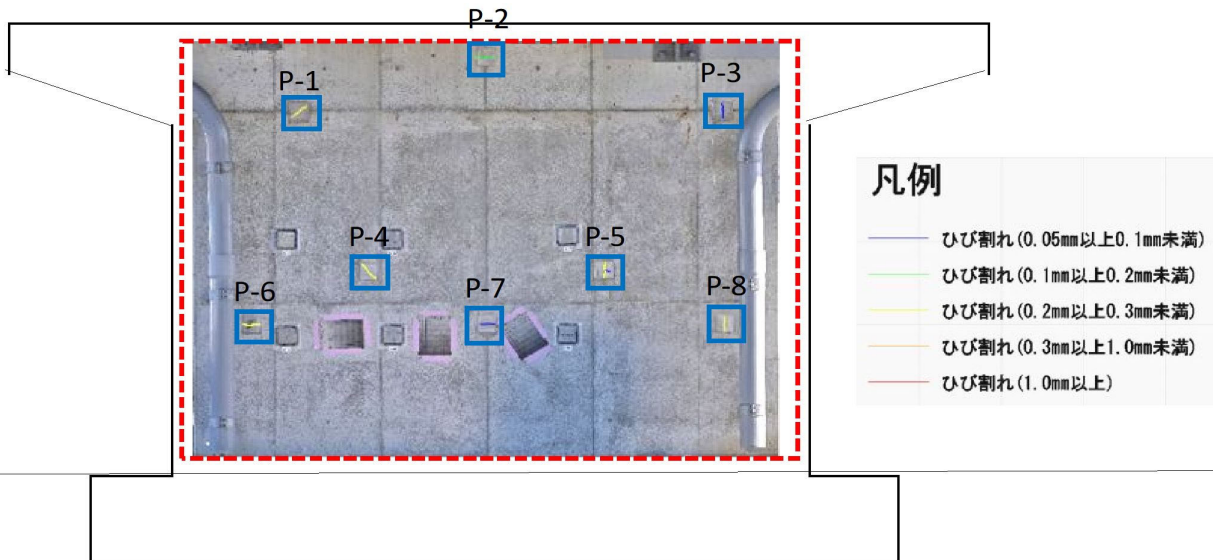 P-2
P-1
P-3
P-4
P-5
P-6
P-7
P-8
凡例
ひび割れ(0.05mm以上0.1mm未満)
ひび割れ(0.1mm以上0.2mm未満)
ひび割れ(0.2mm以上0.3mm未満)
ひび割れ(0.3mm以上1.0mm未満)
ひび割れ(1.0mm以上)